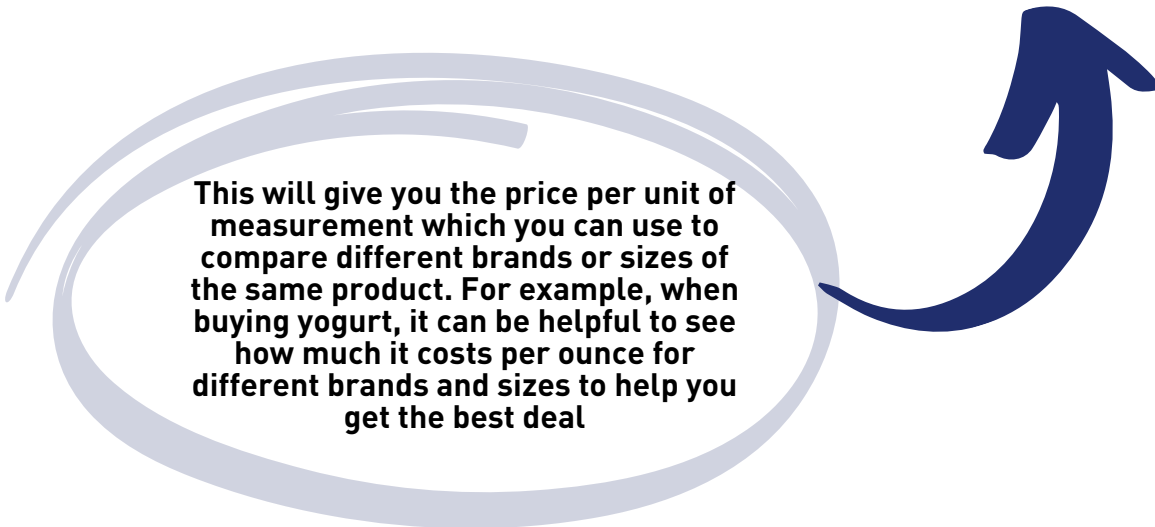 This will give you the price per unit of
measurement which you can use to
compare different brands or sizes of
the same product. For example, when
buying yogurt, it can be helpful to see
how much it costs per ounce for
different brands and sizes to help you
get the best deal